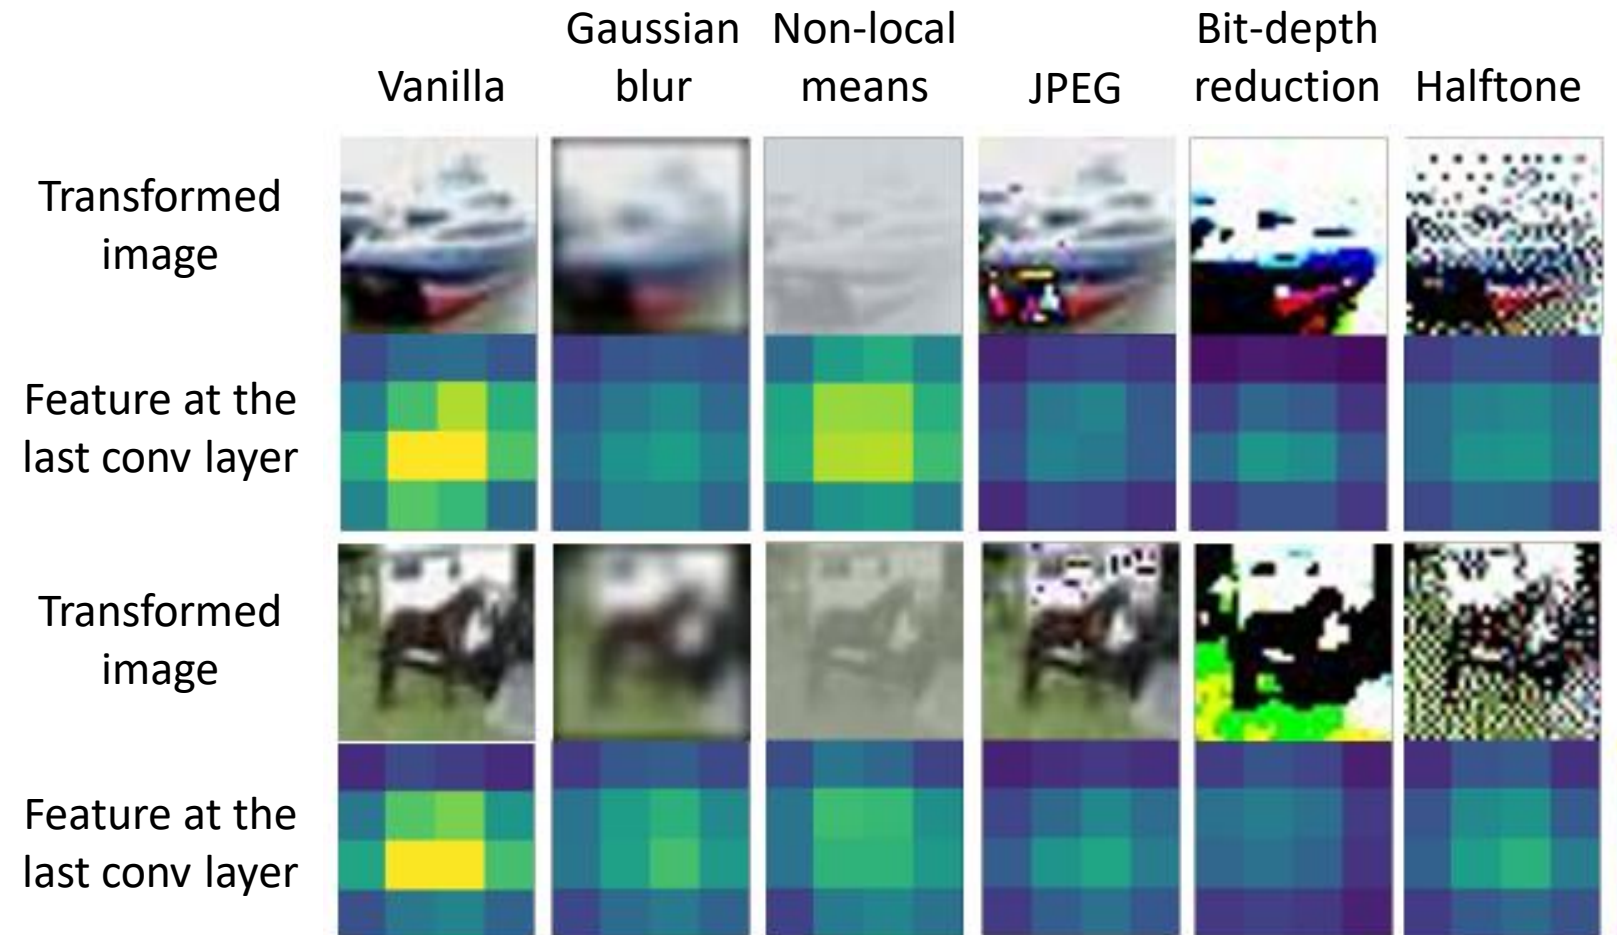 Vanilla
Gaussian
blur
Non-local
means
JPEG
Bit-depth
reduction
Halftone
Transformed
image
Feature at the
last conv layer
Transformed
image
Feature at the
last conv layer